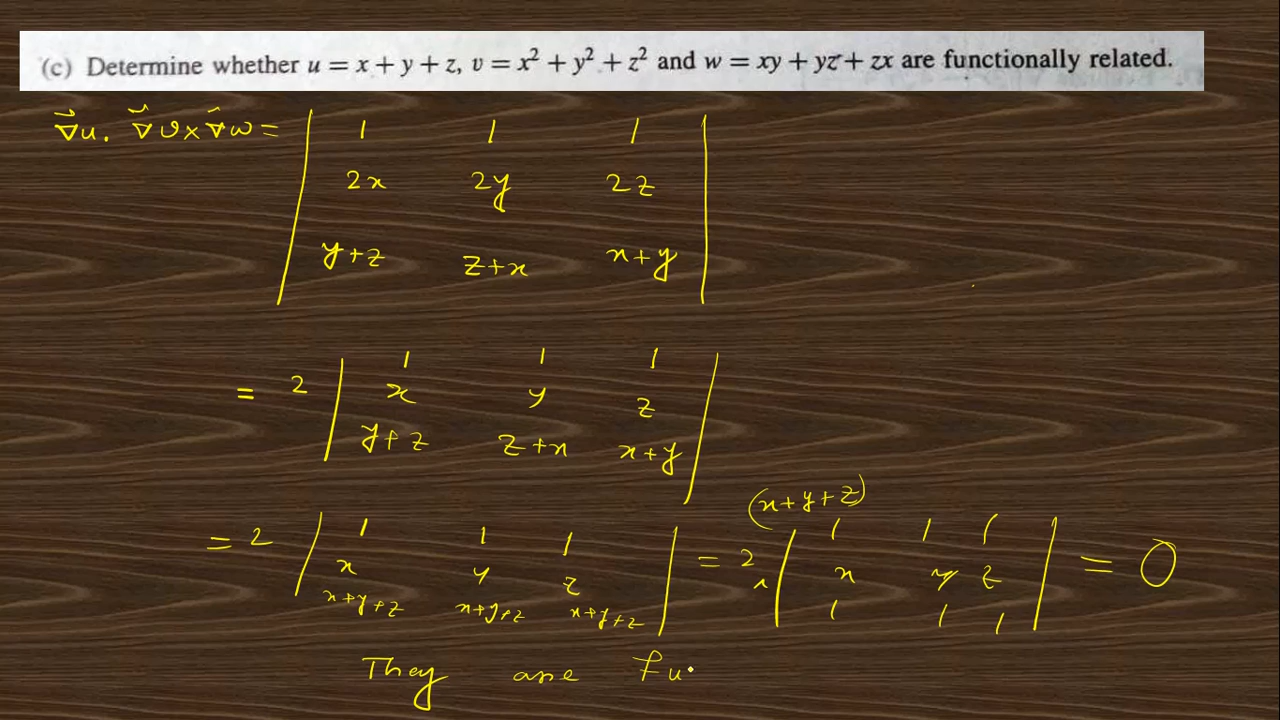 (c) Determine whether u = x + y + z, v = x² + y² + z² and w = xy + yz + zx are functionally related.
∇⃗u. ∇⃗v × ∇⃗w = | 1 1 1 |
| 2x 2y 2z |
| y+z z+x x+y |
= 2 | 1 1 1 |
| x y z |
| y+z z+x x+y |
= 2 | 1 1 1 | = 2 (x+y+z) | 1 1 1 | = 0
| x y z | | x y z |
| x+y+z x+y+z x+y+z | | 1 1 1 |
They are Fu